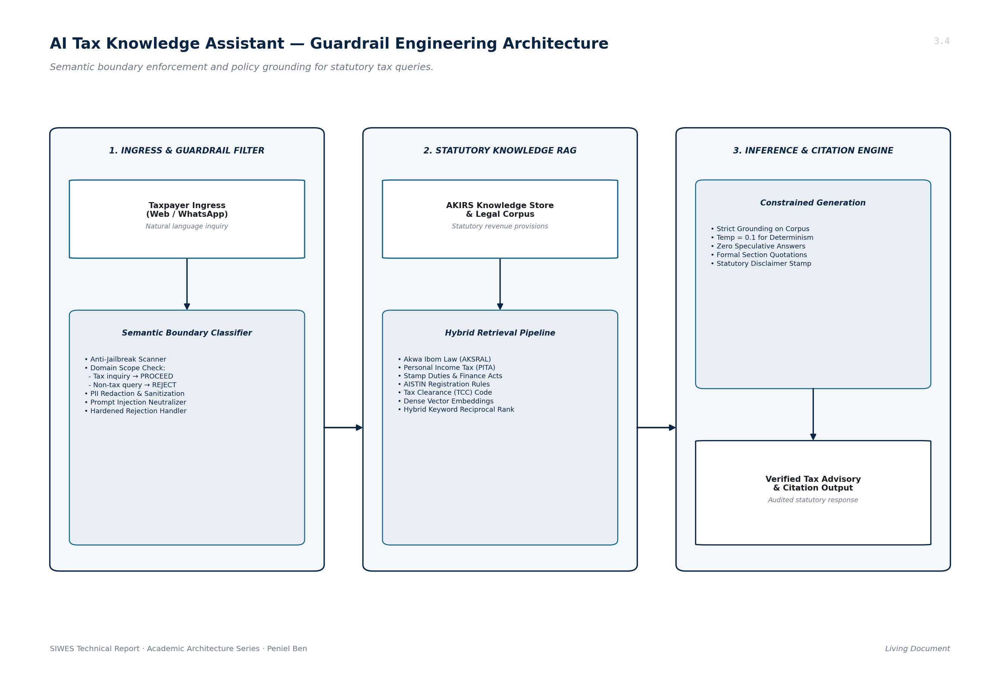 AI Tax Knowledge Assistant — Guardrail Engineering Architecture
3.4
Semantic boundary enforcement and policy grounding for statutory tax queries.
1. INGRESS & GUARDRAIL FILTER
Taxpayer Ingress
(Web / WhatsApp)
Natural language inquiry
Semantic Boundary Classifier
• Anti-Jailbreak Scanner
• Domain Scope Check:
- Tax inquiry → PROCEED
- Non-tax query → REJECT
• PII Redaction & Sanitization
• Prompt Injection Neutralizer
• Hardened Rejection Handler
2. STATUTORY KNOWLEDGE RAG
AKIRS Knowledge Store
& Legal Corpus
Statutory revenue provisions
Hybrid Retrieval Pipeline
• Akwa Ibom Law (AKSRAL)
• Personal Income Tax (PITA)
• Stamp Duties & Finance Acts
• AISTIN Registration Rules
• Tax Clearance (TCC) Code
• Dense Vector Embeddings
• Hybrid Keyword Reciprocal Rank
3. INFERENCE & CITATION ENGINE
Constrained Generation
• Strict Grounding on Corpus
• Temp = 0.1 for Determinism
• Zero Speculative Answers
• Formal Section Quotations
• Statutory Disclaimer Stamp
Verified Tax Advisory
& Citation Output
Audited statutory response
SIWES Technical Report · Academic Architecture Series · Peniel Ben
Living Document